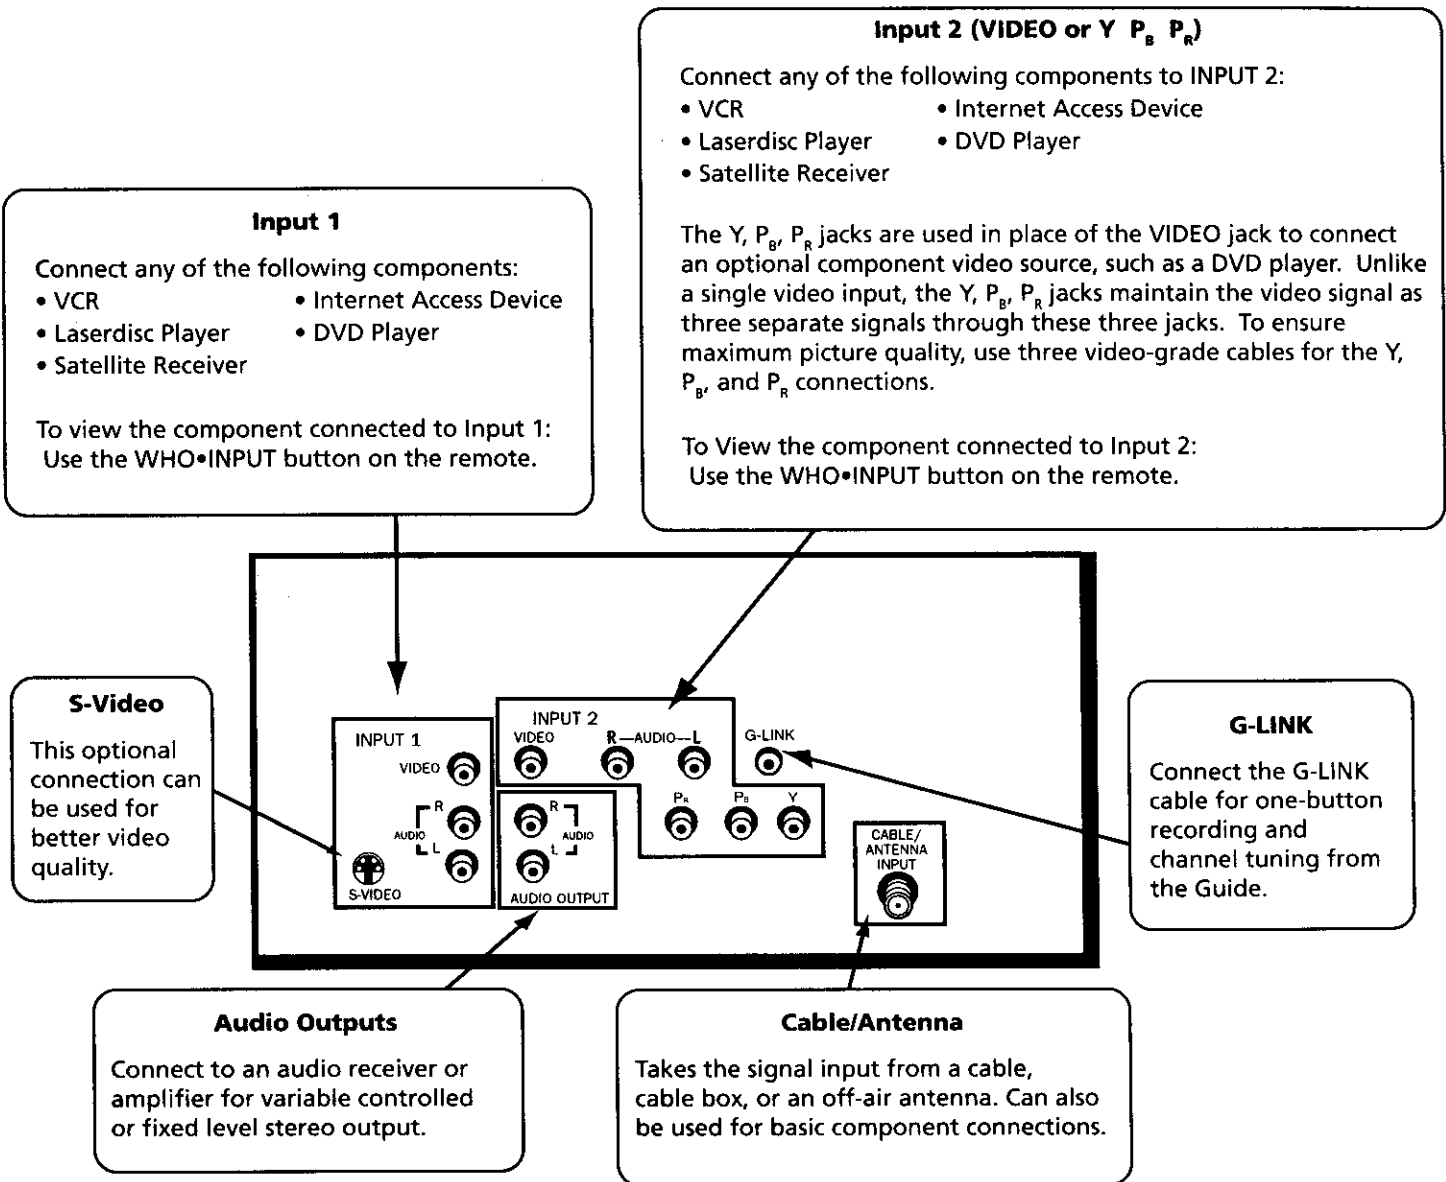 Input 2 (VIDEO or Y PB PR)
Connect any of the following components to INPUT 2:
• VCR • Internet Access Device
• Laserdisc Player • DVD Player
• Satellite Receiver
The Y, PB, PR jacks are used in place of the VIDEO jack to connect
an optional component video source, such as a DVD player. Unlike
a single video input, the Y, PB, PR jacks maintain the video signal as
three separate signals through these three jacks. To ensure
maximum picture quality, use three video-grade cables for the Y,
PB, and PR connections.
To View the component connected to Input 2:
Use the WHO•INPUT button on the remote.
Input 1
Connect any of the following components:
• VCR • Internet Access Device
• Laserdisc Player • DVD Player
• Satellite Receiver
To view the component connected to Input 1:
Use the WHO•INPUT button on the remote.
S-Video
This optional
connection can
be used for
better video
quality.
INPUT 1
VIDEO
R
AUDIO
L
S-VIDEO
INPUT 2
VIDEO R—AUDIO—L
PR PB Y
G-LINK
R
AUDIO
L
AUDIO OUTPUT
CABLE/
ANTENNA
INPUT
G-LINK
Connect the G-LINK
cable for one-button
recording and
channel tuning from
the Guide.
Audio Outputs
Connect to an audio receiver or
amplifier for variable controlled
or fixed level stereo output.
Cable/Antenna
Takes the signal input from a cable,
cable box, or an off-air antenna. Can also
be used for basic component connections.